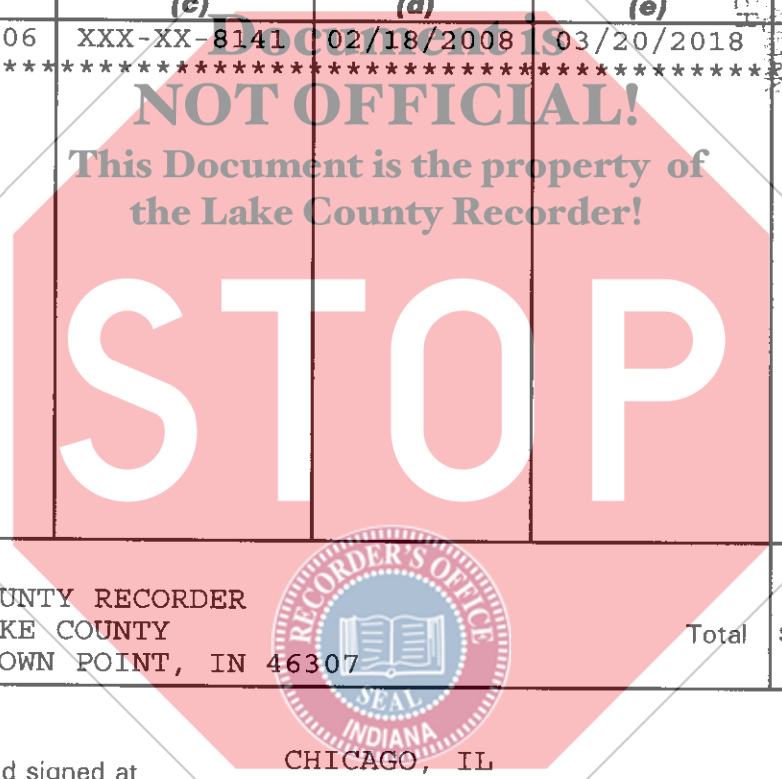 (c) (d) (e)
06 XXX-XX-8141 02/18/2008 03/20/2018
Document is
****************************************************
NOT OFFICIAL!
This Document is the property of
the Lake County Recorder!
STOP
RECORDER'S OFFICE
SEAL
INDIANA
UNTY RECORDER
KE COUNTY
OWN POINT, IN 46307
Total
d signed at CHICAGO, IL